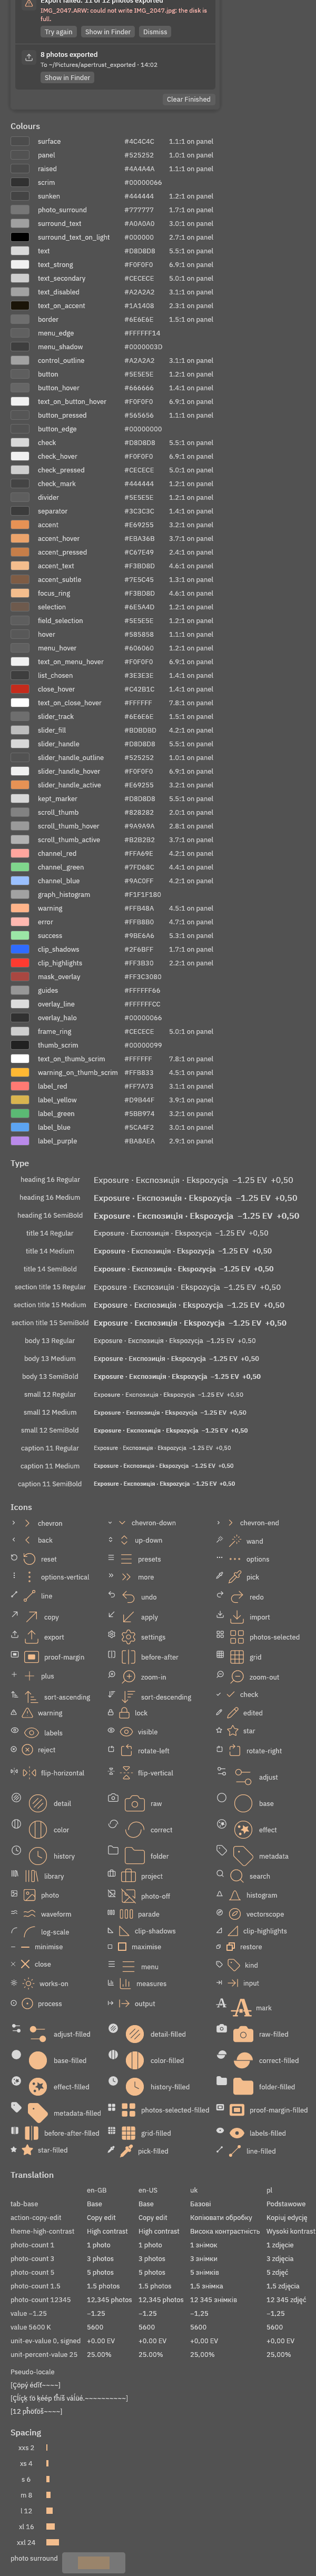 Export failed: 11 of 12 photos exported
IMG_2047.ARW: could not write IMG_2047.jpg: the disk is
full.
Try again Show in Finder Dismiss
8 photos exported
To ~/Pictures/apertrust_exported · 14:02
Show in Finder
Clear Finished
Colours
surface #4C4C4C 1.1:1 on panel
panel #525252 1.0:1 on panel
raised #4A4A4A 1.1:1 on panel
scrim #00000066
sunken #444444 1.2:1 on panel
photo_surround #777777 1.7:1 on panel
surround_text #A0A0A0 3.0:1 on panel
surround_text_on_light #000000 2.7:1 on panel
text #D8D8D8 5.5:1 on panel
text_strong #F0F0F0 6.9:1 on panel
text_secondary #CECECE 5.0:1 on panel
text_disabled #A2A2A2 3.1:1 on panel
text_on_accent #1A1408 2.3:1 on panel
border #6E6E6E 1.5:1 on panel
menu_edge #FFFFFF14
menu_shadow #0000003D
control_outline #A2A2A2 3.1:1 on panel
button #5E5E5E 1.2:1 on panel
button_hover #666666 1.4:1 on panel
text_on_button_hover #F0F0F0 6.9:1 on panel
button_pressed #565656 1.1:1 on panel
button_edge #00000000
check #D8D8D8 5.5:1 on panel
check_hover #F0F0F0 6.9:1 on panel
check_pressed #CECECE 5.0:1 on panel
check_mark #444444 1.2:1 on panel
divider #5E5E5E 1.2:1 on panel
separator #3C3C3C 1.4:1 on panel
accent #E69255 3.2:1 on panel
accent_hover #EBA36B 3.7:1 on panel
accent_pressed #C67E49 2.4:1 on panel
accent_text #F3BD8D 4.6:1 on panel
accent_subtle #7E5C45 1.3:1 on panel
focus_ring #F3BD8D 4.6:1 on panel
selection #6E5A4D 1.2:1 on panel
field_selection #5E5E5E 1.2:1 on panel
hover #585858 1.1:1 on panel
menu_hover #606060 1.2:1 on panel
text_on_menu_hover #F0F0F0 6.9:1 on panel
list_chosen #3E3E3E 1.4:1 on panel
close_hover #C42B1C 1.4:1 on panel
text_on_close_hover #FFFFFF 7.8:1 on panel
slider_track #6E6E6E 1.5:1 on panel
slider_fill #BDBDBD 4.2:1 on panel
slider_handle #D8D8D8 5.5:1 on panel
slider_handle_outline #525252 1.0:1 on panel
slider_handle_hover #F0F0F0 6.9:1 on panel
slider_handle_active #E69255 3.2:1 on panel
kept_marker #D8D8D8 5.5:1 on panel
scroll_thumb #828282 2.0:1 on panel
scroll_thumb_hover #9A9A9A 2.8:1 on panel
scroll_thumb_active #B2B2B2 3.7:1 on panel
channel_red #FFA69E 4.2:1 on panel
channel_green #7FD68C 4.4:1 on panel
channel_blue #9AC0FF 4.2:1 on panel
graph_histogram #F1F1F180
warning #FFB48A 4.5:1 on panel
error #FFB8B0 4.7:1 on panel
success #9BE6A6 5.3:1 on panel
clip_shadows #2F6BFF 1.7:1 on panel
clip_highlights #FF3B30 2.2:1 on panel
mask_overlay #FF3C3080
guides #FFFFFF66
overlay_line #FFFFFFCC
overlay_halo #00000066
frame_ring #CECECE 5.0:1 on panel
thumb_scrim #00000099
text_on_thumb_scrim #FFFFFF 7.8:1 on panel
warning_on_thumb_scrim #FFB833 4.5:1 on panel
label_red #FF7A73 3.1:1 on panel
label_yellow #D9B44F 3.9:1 on panel
label_green #5BB974 3.2:1 on panel
label_blue #5CA4F2 3.0:1 on panel
label_purple #BA8AEA 2.9:1 on panel
Type
heading 16 Regular Exposure · Експозиція · Ekspozycja −1.25 EV +0,50
heading 16 Medium Exposure · Експозиція · Ekspozycja −1.25 EV +0,50
heading 16 SemiBold Exposure · Експозиція · Ekspozycja −1.25 EV +0,50
title 14 Regular Exposure · Експозиція · Ekspozycja −1.25 EV +0,50
title 14 Medium Exposure · Експозиція · Ekspozycja −1.25 EV +0,50
title 14 SemiBold Exposure · Експозиція · Ekspozycja −1.25 EV +0,50
section title 15 Regular Exposure · Експозиція · Ekspozycja −1.25 EV +0,50
section title 15 Medium Exposure · Експозиція · Ekspozycja −1.25 EV +0,50
section title 15 SemiBold Exposure · Експозиція · Ekspozycja −1.25 EV +0,50
body 13 Regular Exposure · Експозиція · Ekspozycja −1.25 EV +0,50
body 13 Medium Exposure · Експозиція · Ekspozycja −1.25 EV +0,50
body 13 SemiBold Exposure · Експозиція · Ekspozycja −1.25 EV +0,50
small 12 Regular Exposure · Експозиція · Ekspozycja −1.25 EV +0,50
small 12 Medium Exposure · Експозиція · Ekspozycja −1.25 EV +0,50
small 12 SemiBold Exposure · Експозиція · Ekspozycja −1.25 EV +0,50
caption 11 Regular Exposure · Експозиція · Ekspozycja −1.25 EV +0,50
caption 11 Medium Exposure · Експозиція · Ekspozycja −1.25 EV +0,50
caption 11 SemiBold Exposure · Експозиція · Ekspozycja −1.25 EV +0,50
Icons
chevron chevron-down chevron-end
back up-down wand
reset presets options
options-vertical more pick
line undo redo
copy apply import
export settings photos-selected
proof-margin before-after grid
plus zoom-in zoom-out
sort-ascending sort-descending check
warning lock edited
labels visible star
reject rotate-left rotate-right
flip-horizontal flip-vertical adjust
detail raw base
color correct effect
history folder metadata
library project search
photo photo-off histogram
waveform parade vectorscope
log-scale clip-shadows clip-highlights
minimise maximise restore
close menu kind
works-on measures input
process output mark
adjust-filled detail-filled raw-filled
base-filled color-filled correct-filled
effect-filled history-filled folder-filled
metadata-filled photos-selected-filled proof-margin-filled
before-after-filled grid-filled labels-filled
star-filled pick-filled line-filled
Translation
en-GB en-US uk pl
tab-base Base Base Базові Podstawowe
action-copy-edit Copy edit Copy edit Копіювати обробку Kopiuj edycję
theme-high-contrast High contrast High contrast Висока контрастність Wysoki kontrast
photo-count 1 1 photo 1 photo 1 знімок 1 zdjęcie
photo-count 3 3 photos 3 photos 3 знімки 3 zdjęcia
photo-count 5 5 photos 5 photos 5 знімків 5 zdjęć
photo-count 1.5 1.5 photos 1.5 photos 1,5 знімка 1,5 zdjęcia
photo-count 12345 12,345 photos 12,345 photos 12 345 знімків 12 345 zdjęć
value −1.25 −1.25 −1.25 −1,25 −1,25
value 5600 K 5600 5600 5600 5600
unit-ev-value 0, signed +0.00 EV +0.00 EV +0,00 EV +0,00 EV
unit-percent-value 25 25.00% 25.00% 25,00% 25,00%
Pseudo-locale
Spacing
xxs 2
xs 4
s 6
m 8
l 12
xl 16
xxl 24
photo surround